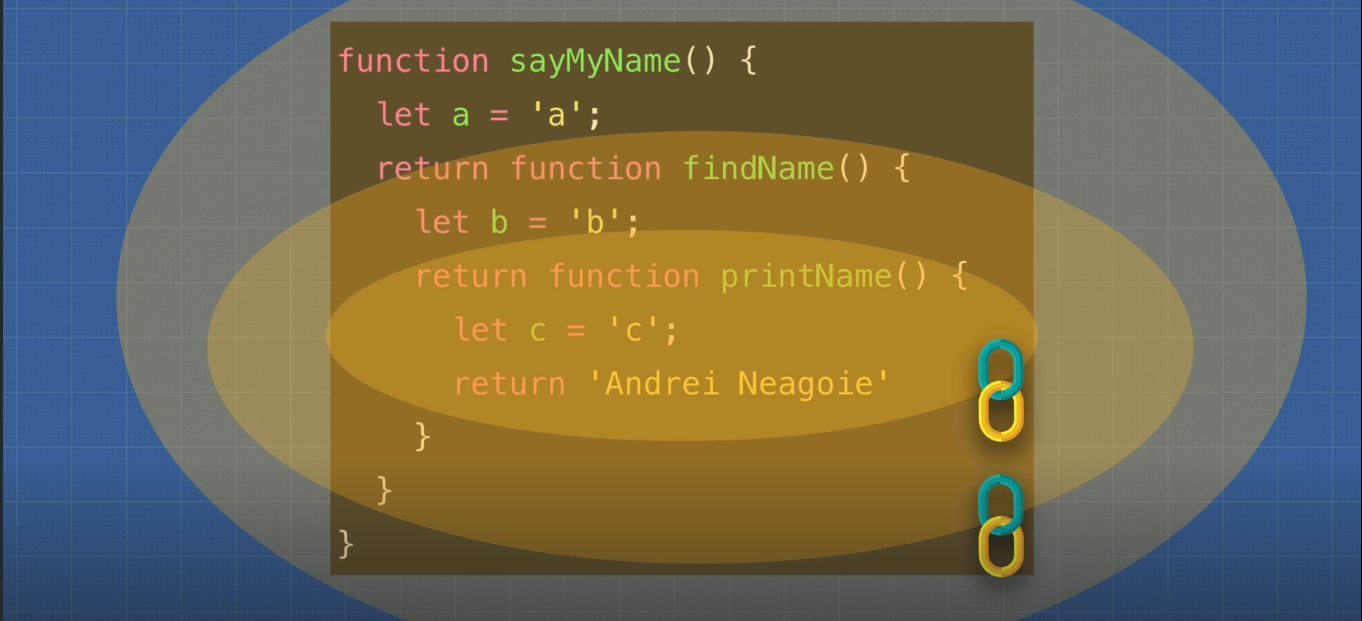 function sayMyName() {
let a = 'a';
return function findName() {
let b = 'b';
return function printName() {
let c = 'c';
return 'Andrei Neagoie'
}
}
}